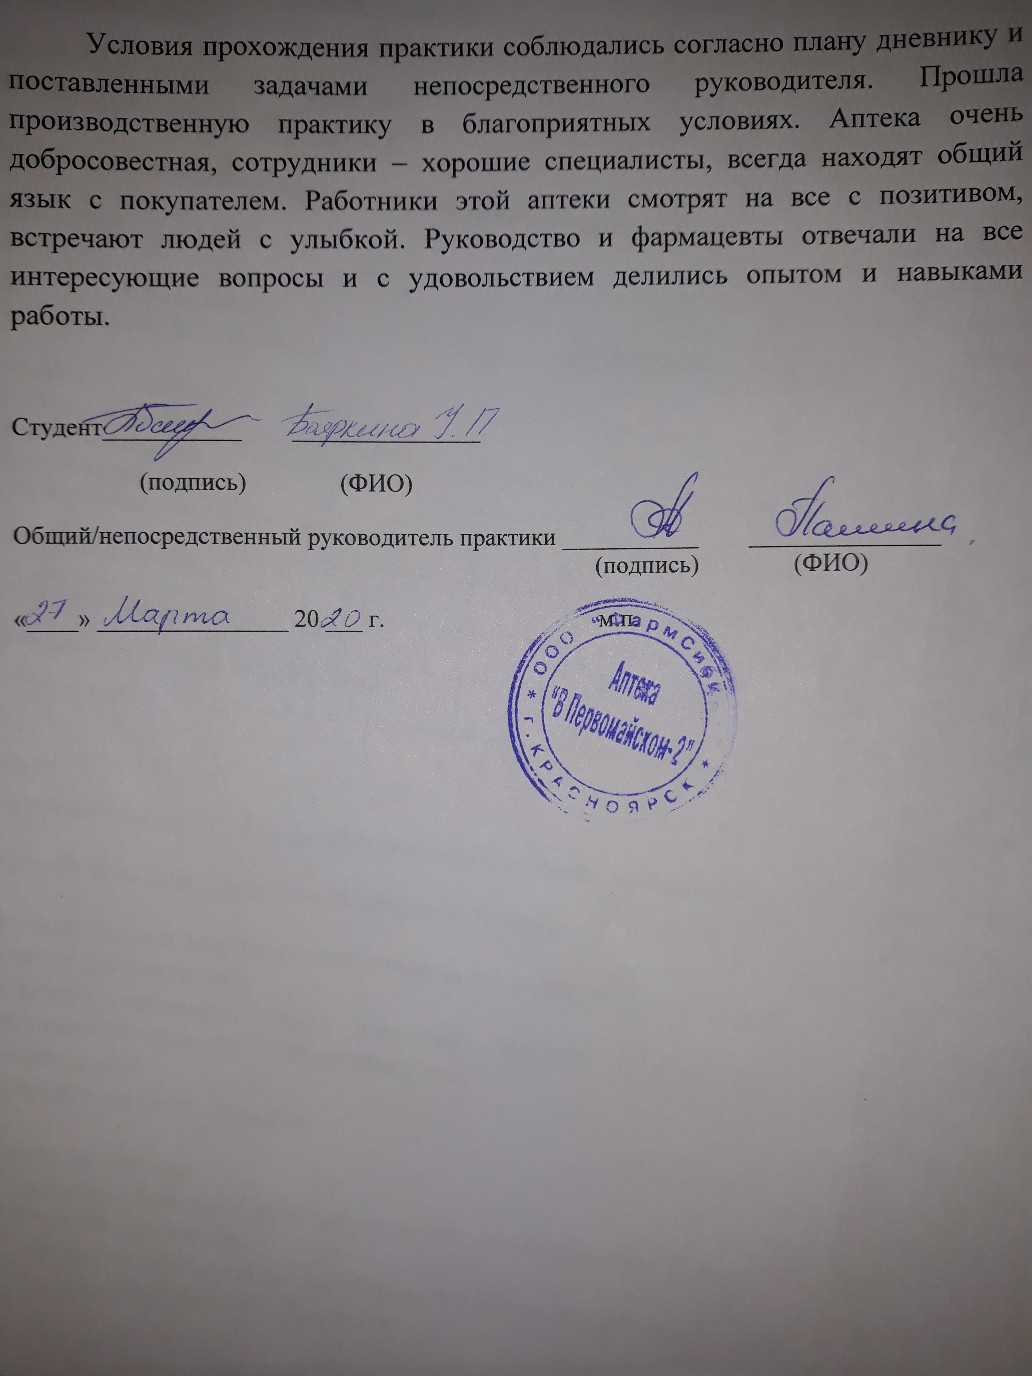 Условия прохождения практики соблюдались согласно плану дневнику и
поставленными задачами непосредственного руководителя. Прошла
производственную практику в благоприятных условиях. Аптека очень
добросовестная, сотрудники – хорошие специалисты, всегда находят общий
язык с покупателем. Работники этой аптеки смотрят на все с позитивом,
встречают людей с улыбкой. Руководство и фармацевты отвечали на все
интересующие вопросы и с удовольствием делились опытом и навыками
работы.
Студент Бояркина У.П
(подпись) (ФИО)
Общий/непосредственный руководитель практики Пашина
(подпись) (ФИО)
«27» Марта 2020 г. м.п.
* ООО "Фармсиб
Аптека
"В Первомайском-2"
г. КРАСНОЯРСК *